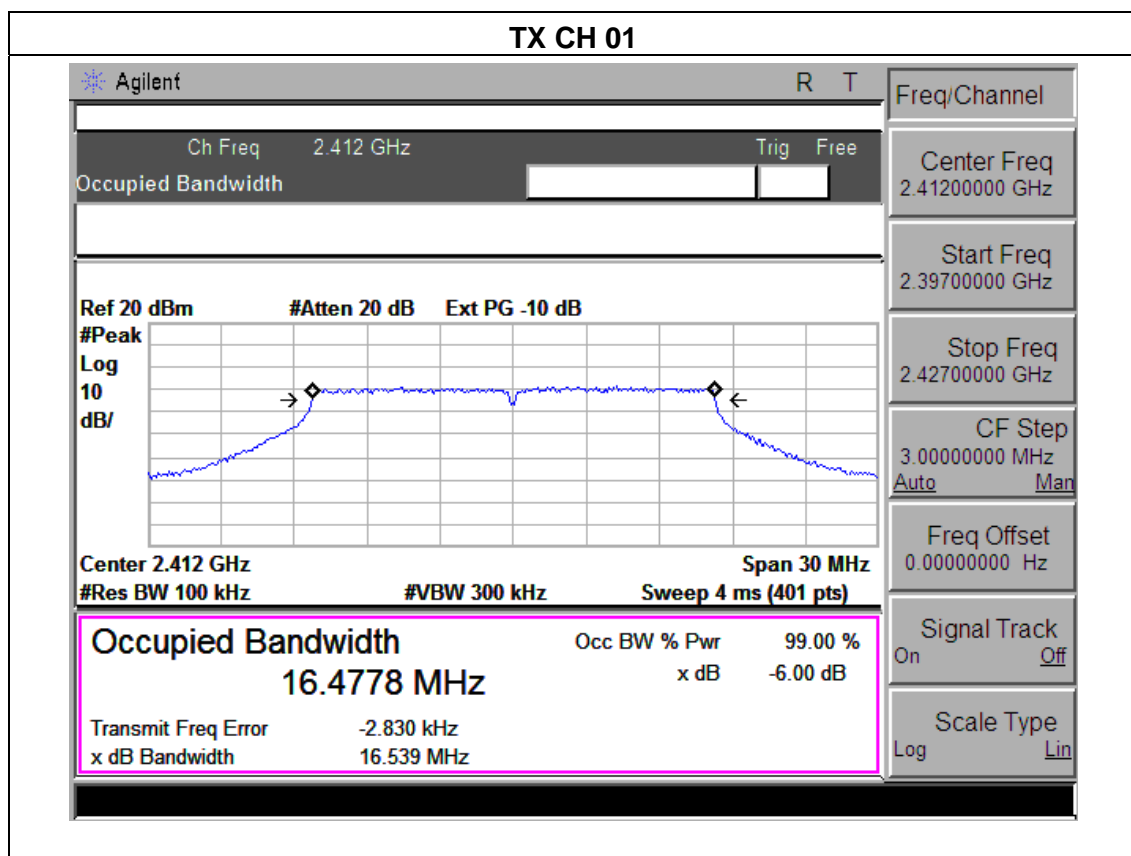 TX CH 01
Agilent R T
Freq/Channel
Ch Freq 2.412 GHz Trig Free
Occupied Bandwidth
Center Freq
2.41200000 GHz
Start Freq
2.39700000 GHz
Stop Freq
2.42700000 GHz
CF Step
3.00000000 MHz
Auto Man
Freq Offset
0.00000000 Hz
Signal Track
On Off
Scale Type
Log Lin
Ref 20 dBm #Atten 20 dB Ext PG -10 dB
#Peak
Log
10
dB/
Center 2.412 GHz Span 30 MHz
#Res BW 100 kHz #VBW 300 kHz Sweep 4 ms (401 pts)
Occupied Bandwidth Occ BW % Pwr 99.00 %
16.4778 MHz x dB -6.00 dB
Transmit Freq Error -2.830 kHz
x dB Bandwidth 16.539 MHz